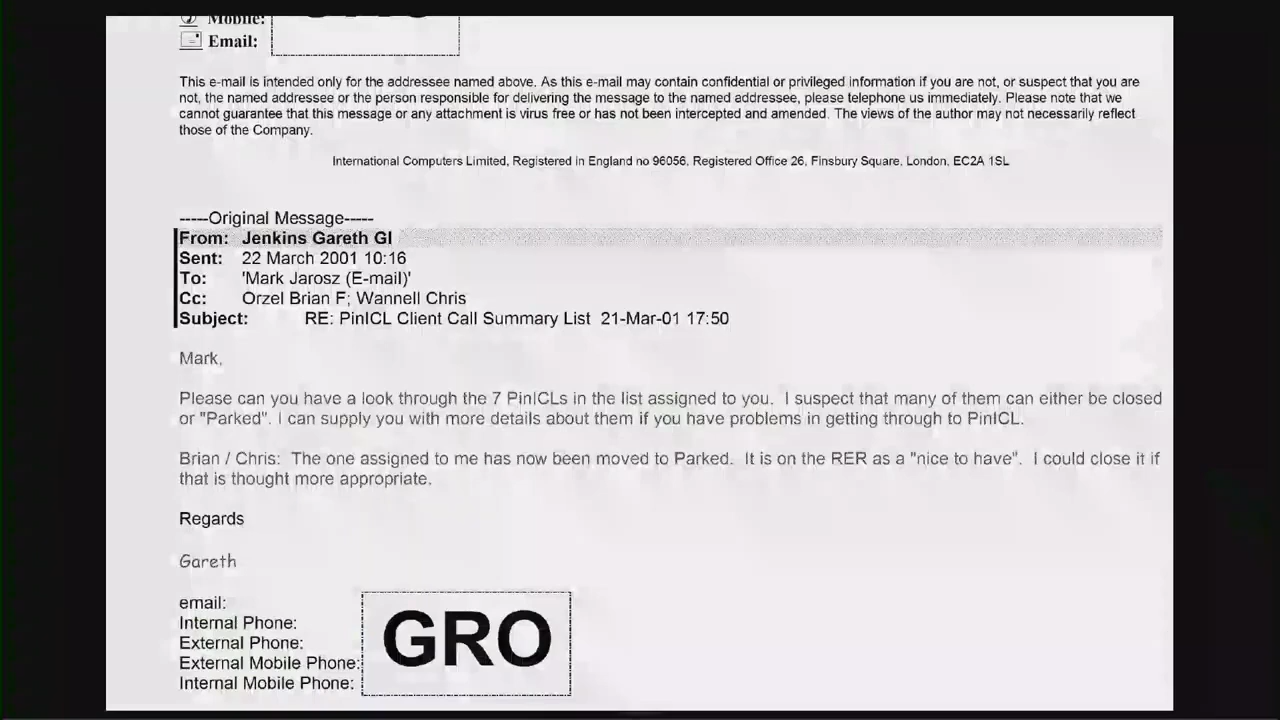 Mobile:
Email:
This e-mail is intended only for the addressee named above. As this e-mail may contain confidential or privileged information if you are not, or suspect that you are
not, the named addressee or the person responsible for delivering the message to the named addressee, please telephone us immediately. Please note that we
cannot guarantee that this message or any attachment is virus free or has not been intercepted and amended. The views of the author may not necessarily reflect
those of the Company.
International Computers Limited, Registered in England no 96056, Registered Office 26, Finsbury Square, London, EC2A 1SL
-----Original Message-----
From: Jenkins Gareth GI
Sent: 22 March 2001 10:16
To: 'Mark Jarosz (E-mail)'
Cc: Orzel Brian F; Wannell Chris
Subject: RE: PinICL Client Call Summary List 21-Mar-01 17:50
Mark,
Please can you have a look through the 7 PinICLs in the list assigned to you. I suspect that many of them can either be closed
or "Parked". I can supply you with more details about them if you have problems in getting through to PinICL.
Brian / Chris: The one assigned to me has now been moved to Parked. It is on the RER as a "nice to have". I could close it if
that is thought more appropriate.
Regards
Gareth
email:
Internal Phone:
External Phone:
External Mobile Phone:
Internal Mobile Phone:
GRO